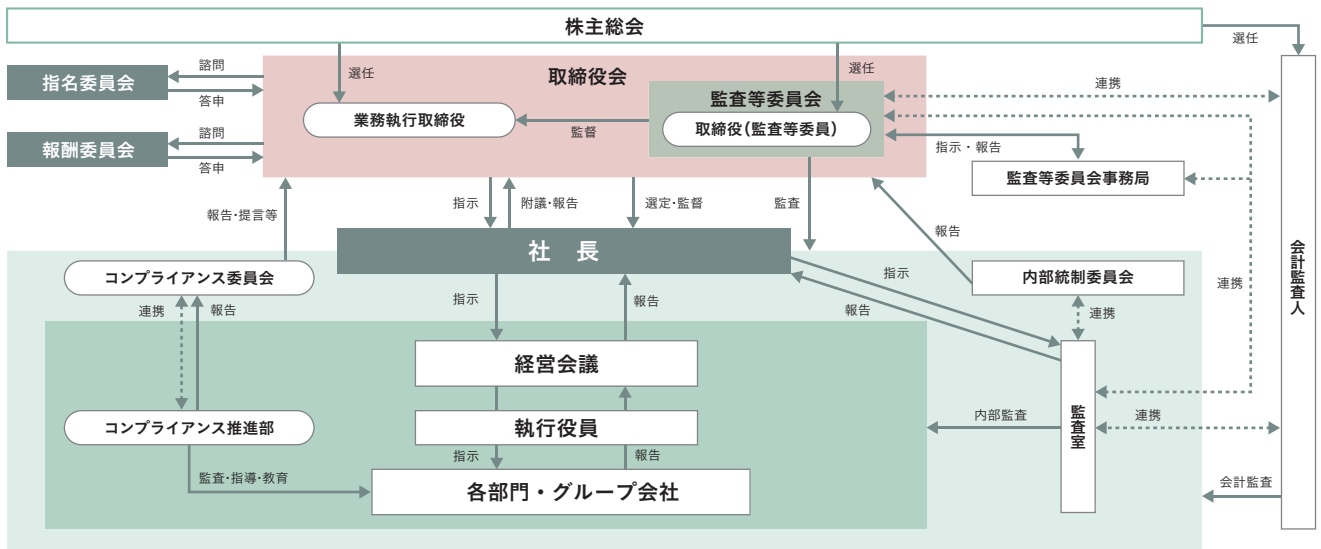 株主総会
選任
指名委員会
諮問
答申
選任
取締役会
選任
監査等委員会
連携
業務執行取締役
監督
取締役(監査等委員)
報酬委員会
諮問
答申
指示・報告
監査等委員会事務局
報告・提言等
指示
附議・報告
選定・監督
監査
報告
社 長
コンプライアンス委員会
指示
内部統制委員会
連携
会計監査人
連携
報告
指示
報告
報告
連携
経営会議
監査室
コンプライアンス推進部
執行役員
内部監査
連携
指示
報告
監査・指導・教育
各部門・グループ会社
会計監査